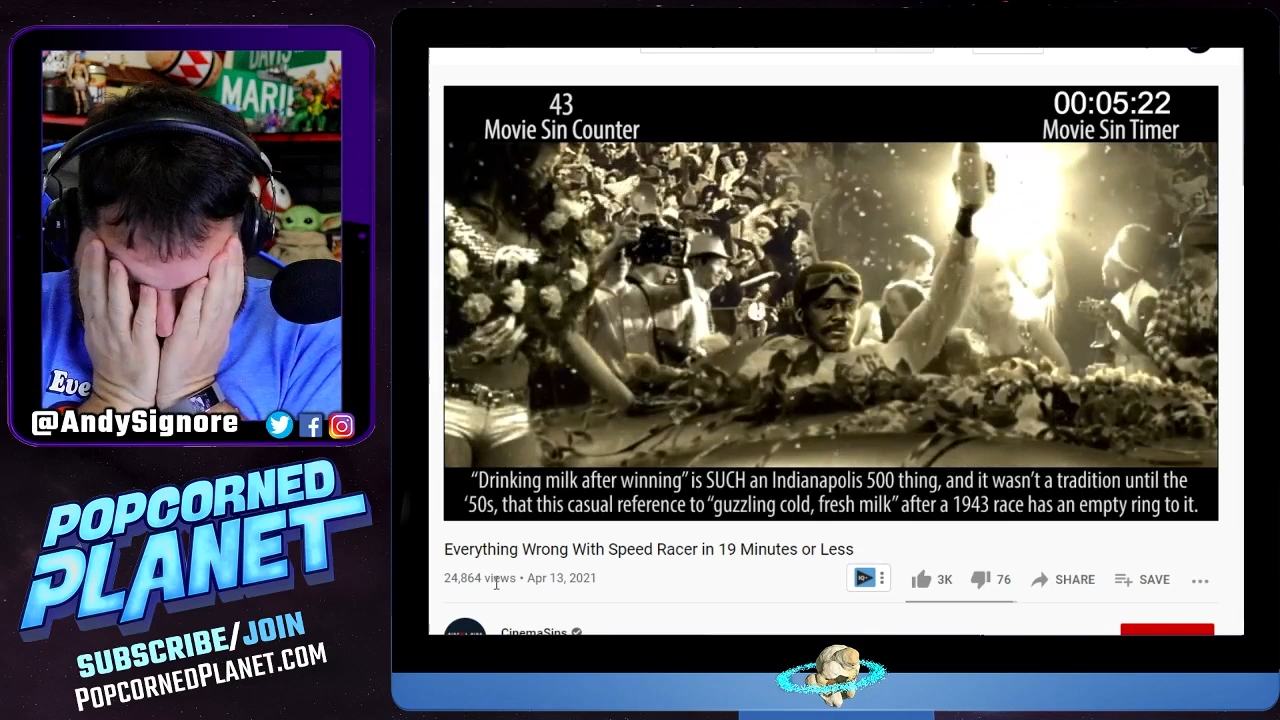 DAVIS
MARI
Eve
@AndySignore
POPCORNED
PLANET
SUBSCRIBE/JOIN
POPCORNEDPLANET.COM
43
Movie Sin Counter
00:05:22
Movie Sin Timer
“Drinking milk after winning” is SUCH an Indianapolis 500 thing, and it wasn’t a tradition until the
‘50s, that this casual reference to “guzzling cold, fresh milk” after a 1943 race has an empty ring to it.
Everything Wrong With Speed Racer in 19 Minutes or Less
24,864 views • Apr 13, 2021
3K
76
SHARE
SAVE
CinemaSins